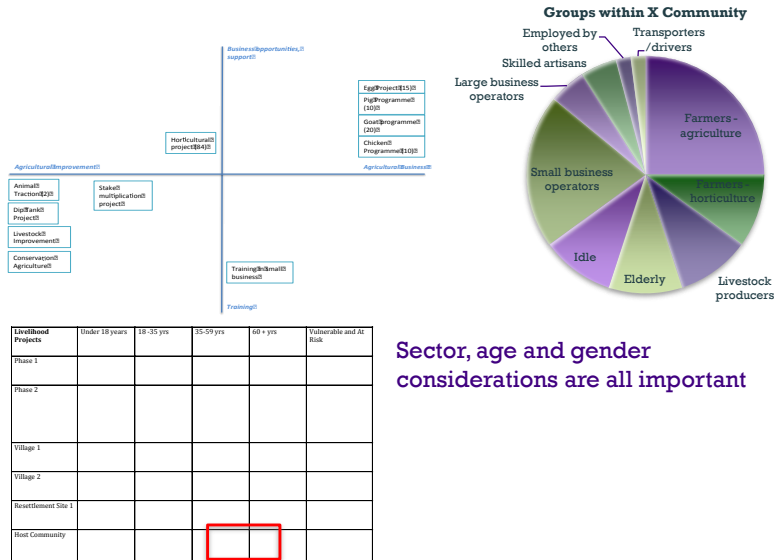 Groups within X Community
Employed by
others
Transporters
/drivers
Skilled artisans
Large business
operators
Farmers -
agriculture
Small business
operators
Farmers -
horticulture
Idle
Elderly
Livestock
producers
support
Egg Project (15)
Pig Programme
(10)
Goat programme
(20)
Chicken
Programme (10)
Horticultural
project (84)
Agricultural Improvement
Agricultural Business
Animal
Traction (2)
Stake
multiplication
project
Dip Tank
Project
Livestock
Improvement
Conservation
Agriculture
Training in small
business
Training
Livelihood
Projects
Under 18 years
18 -35 yrs
35-59 yrs
60 + yrs
Vulnerable and At
Risk
Phase 1
Phase 2
Village 1
Village 2
Resettlement Site 1
Host Community
Sector, age and gender
considerations are all important